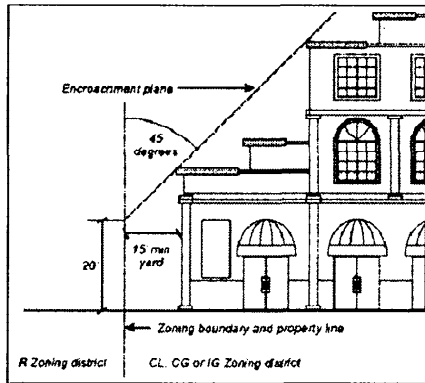 Encroachment plane
45
degrees
15 min
yard
20'
Zoning boundary and property line
R Zoning district
CL, CG or IG Zoning district